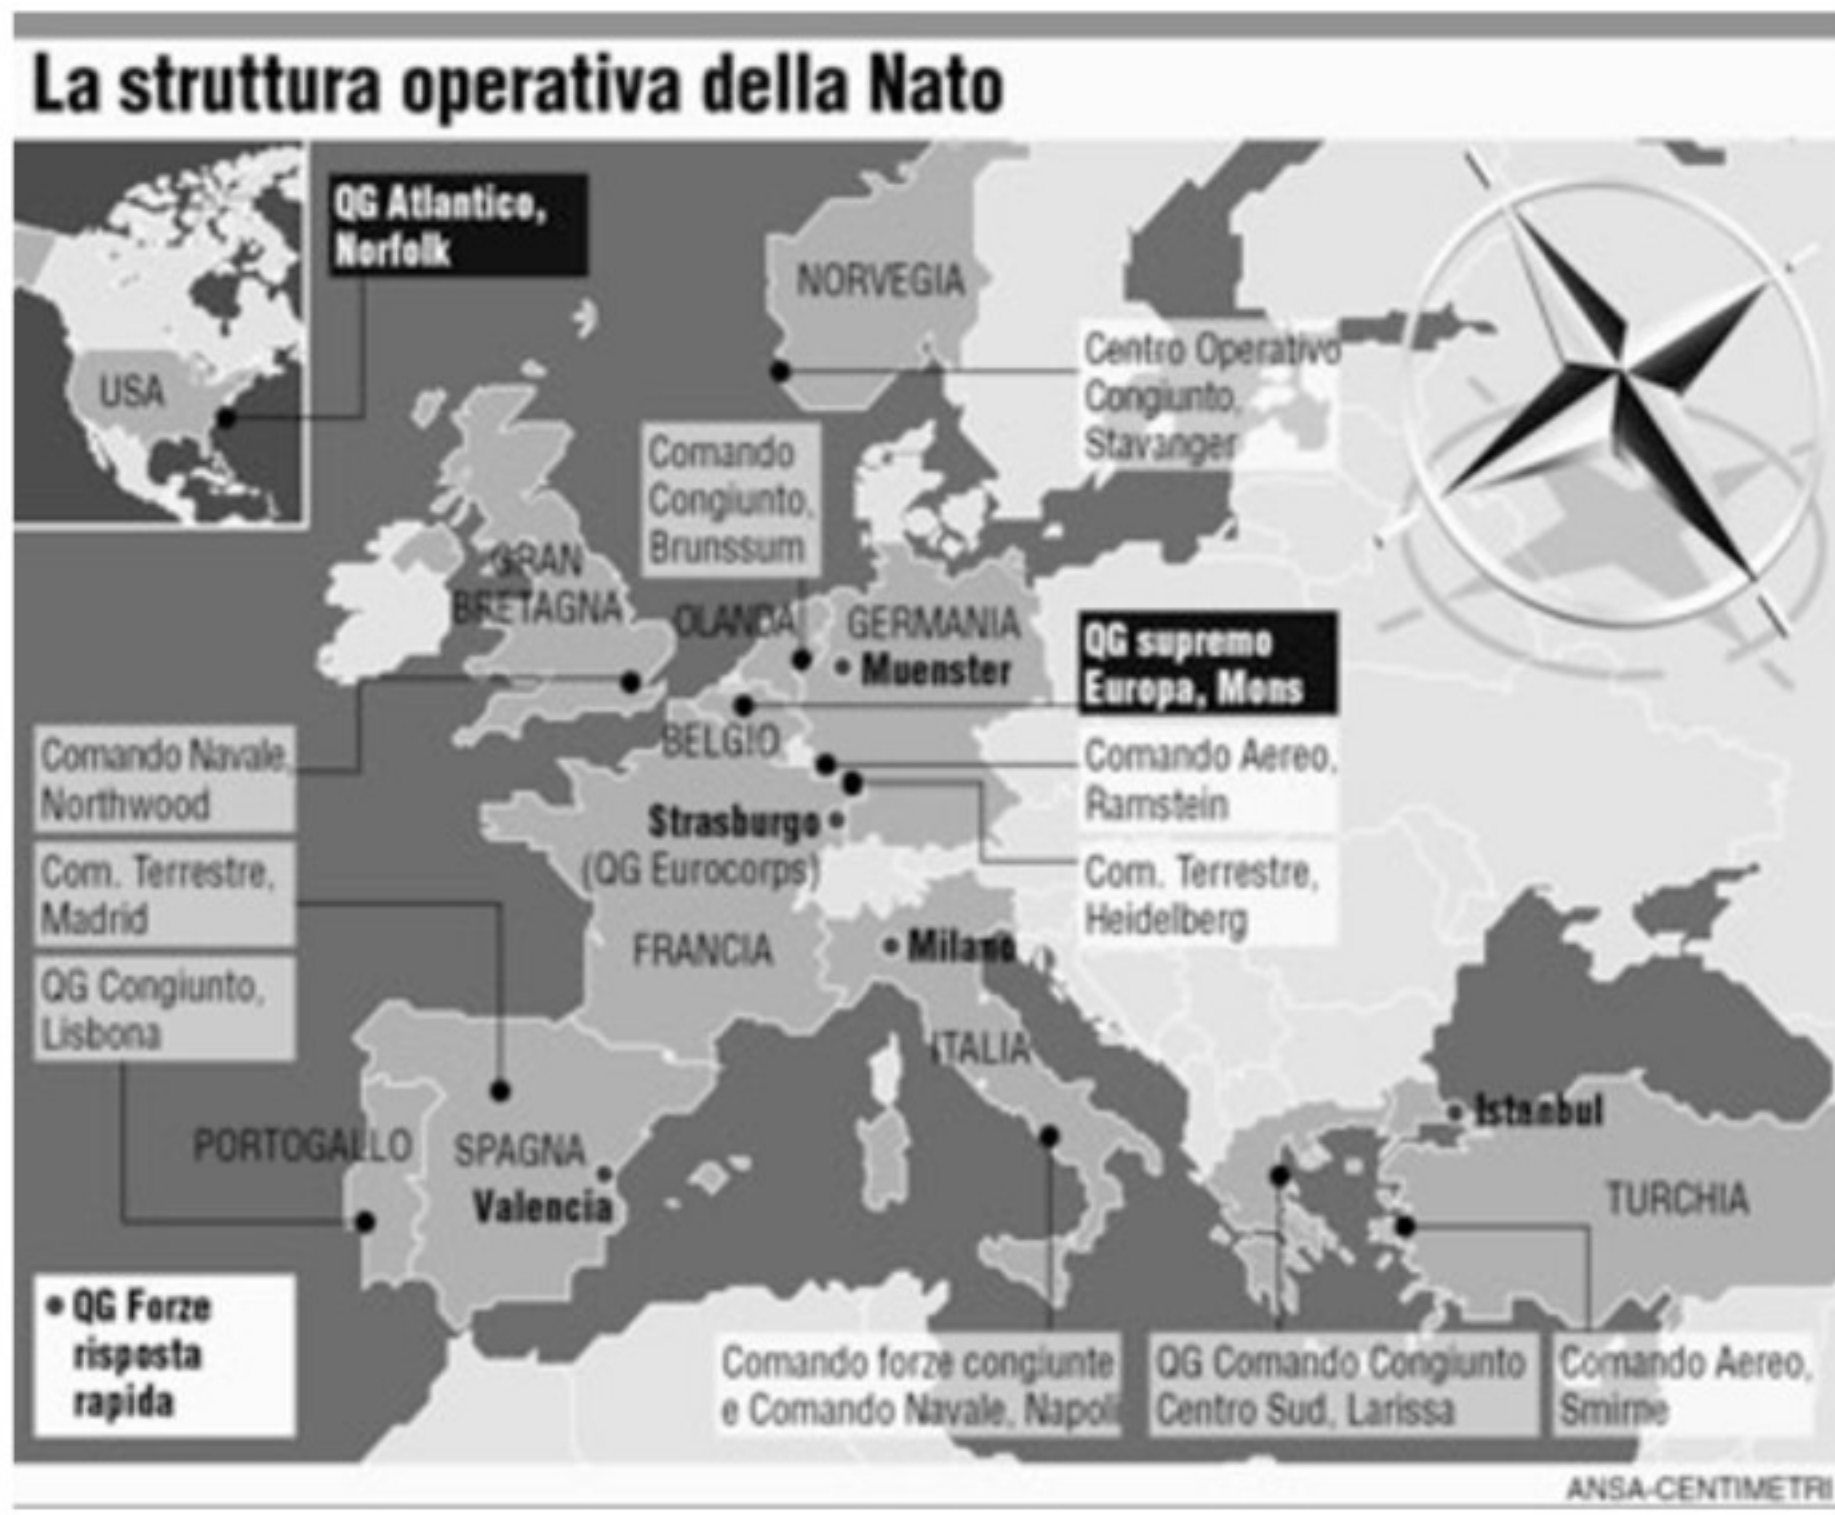 La struttura operativa della Nato
QG Atlantico,
Norfolk
USA
NORVEGIA
Centro Operativo
Congiunto,
Stavanger
Comando
Congiunto,
Brunssum
GRAN
BRETAGNA
OLANDA
GERMANIA
Muenster
QG supremo
Europa, Mons
BELGIO
Comando Navale,
Northwood
Comando Aereo,
Ramstein
Strasburgo
(QG Eurocorps)
Com. Terrestre,
Madrid
Com. Terrestre,
Heidelberg
FRANCIA
Milano
QG Congiunto,
Lisbona
ITALIA
Istanbul
PORTOGALLO
SPAGNA
Valencia
TURCHIA
QG Forze
risposta
rapida
Comando forze congiunte
e Comando Navale, Napoli
QG Comando Congiunto
Centro Sud, Larissa
Comando Aereo,
Smirne
ANSA-CENTIMETRI